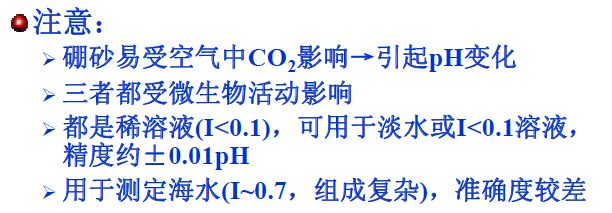 注意：
硼砂易受空气中CO₂影响→引起pH变化
三者都受微生物活动影响
都是稀溶液(I<0.1)，可用于淡水或I<0.1溶液，
精度约±0.01pH
用于测定海水(I~0.7，组成复杂)，准确度较差